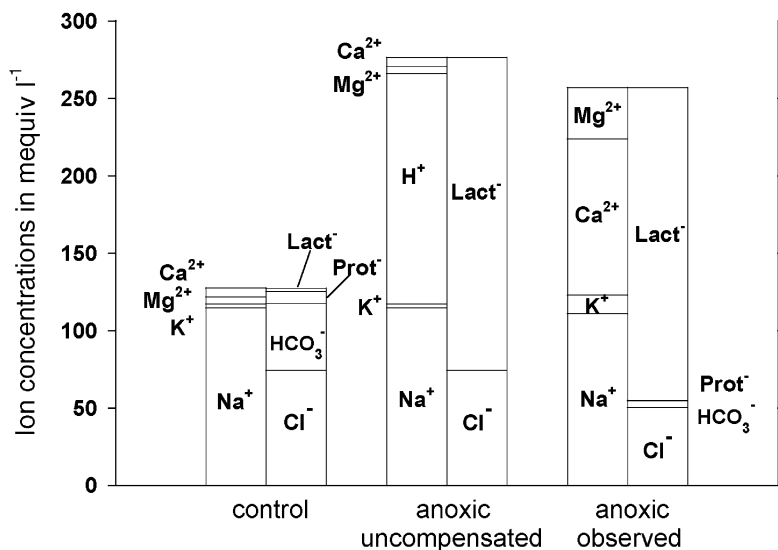 Ion concentrations in mequiv l⁻¹
300
250
200
150
100
50
0
Ca²⁺
Mg²⁺
K⁺
Na⁺
Lact⁻
Prot⁻
HCO₃⁻
Cl⁻
control
Ca²⁺
Mg²⁺
H⁺
K⁺
Na⁺
Lact⁻
Cl⁻
anoxic
uncompensated
Mg²⁺
Ca²⁺
K⁺
Na⁺
Lact⁻
Prot⁻
HCO₃⁻
Cl⁻
anoxic
observed